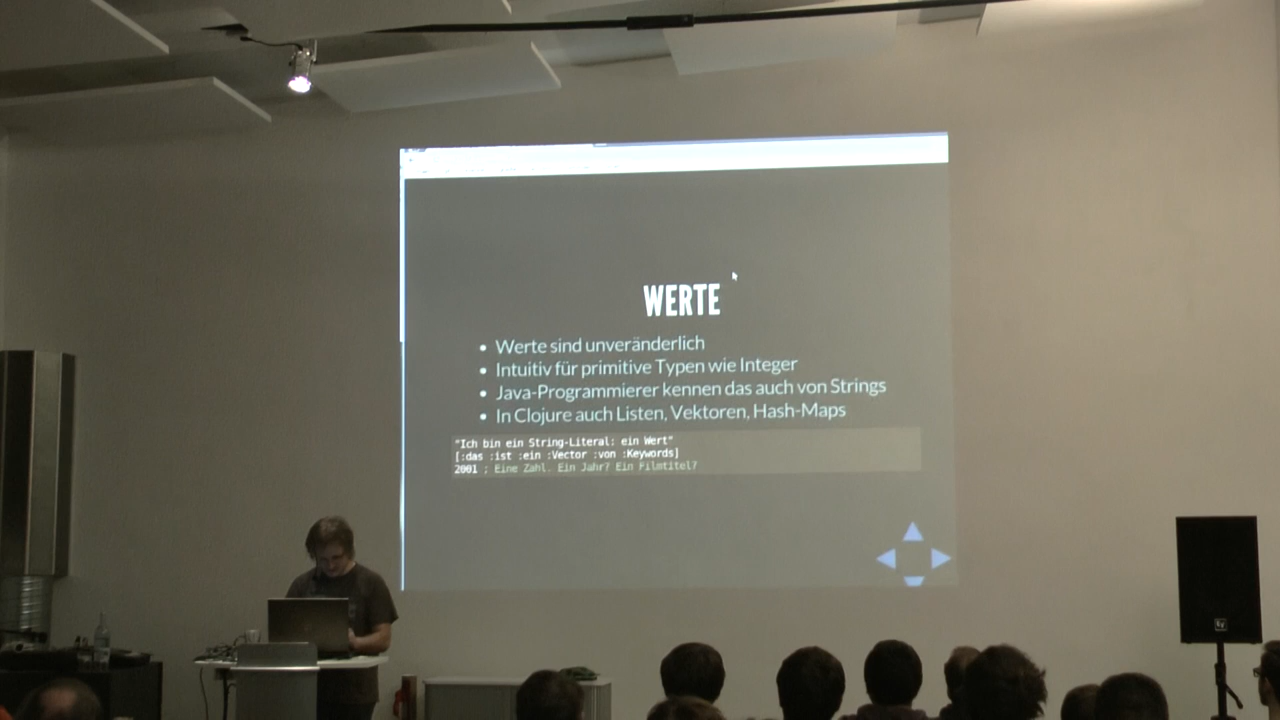 WERTE
Werte sind unveränderlich
Intuitiv für primitive Typen wie Integer
Java-Programmierer kennen das auch von Strings
In Clojure auch Listen, Vektoren, Hash-Maps
"Ich bin ein String-Literal: ein Wert"
[:das :ist :ein :Vector :von :Keywords]
2001 ; Eine Zahl. Ein Jahr? Ein Filmtitel?
EV